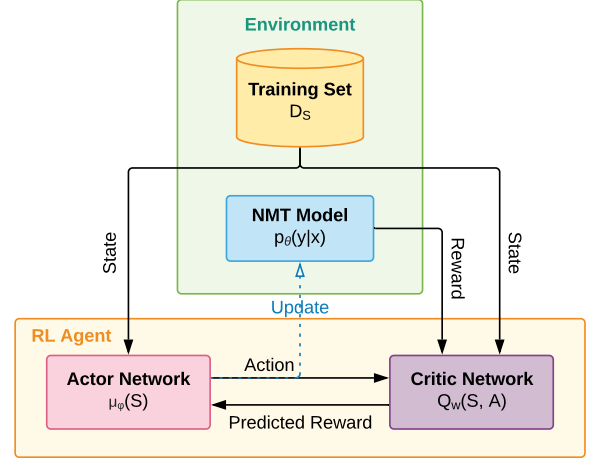 Environment
Training Set
D_S
NMT Model
p_θ(y|x)
State
Reward
State
Update
RL Agent
Actor Network
μ_φ(S)
Action
Predicted Reward
Critic Network
Q_w(S, A)